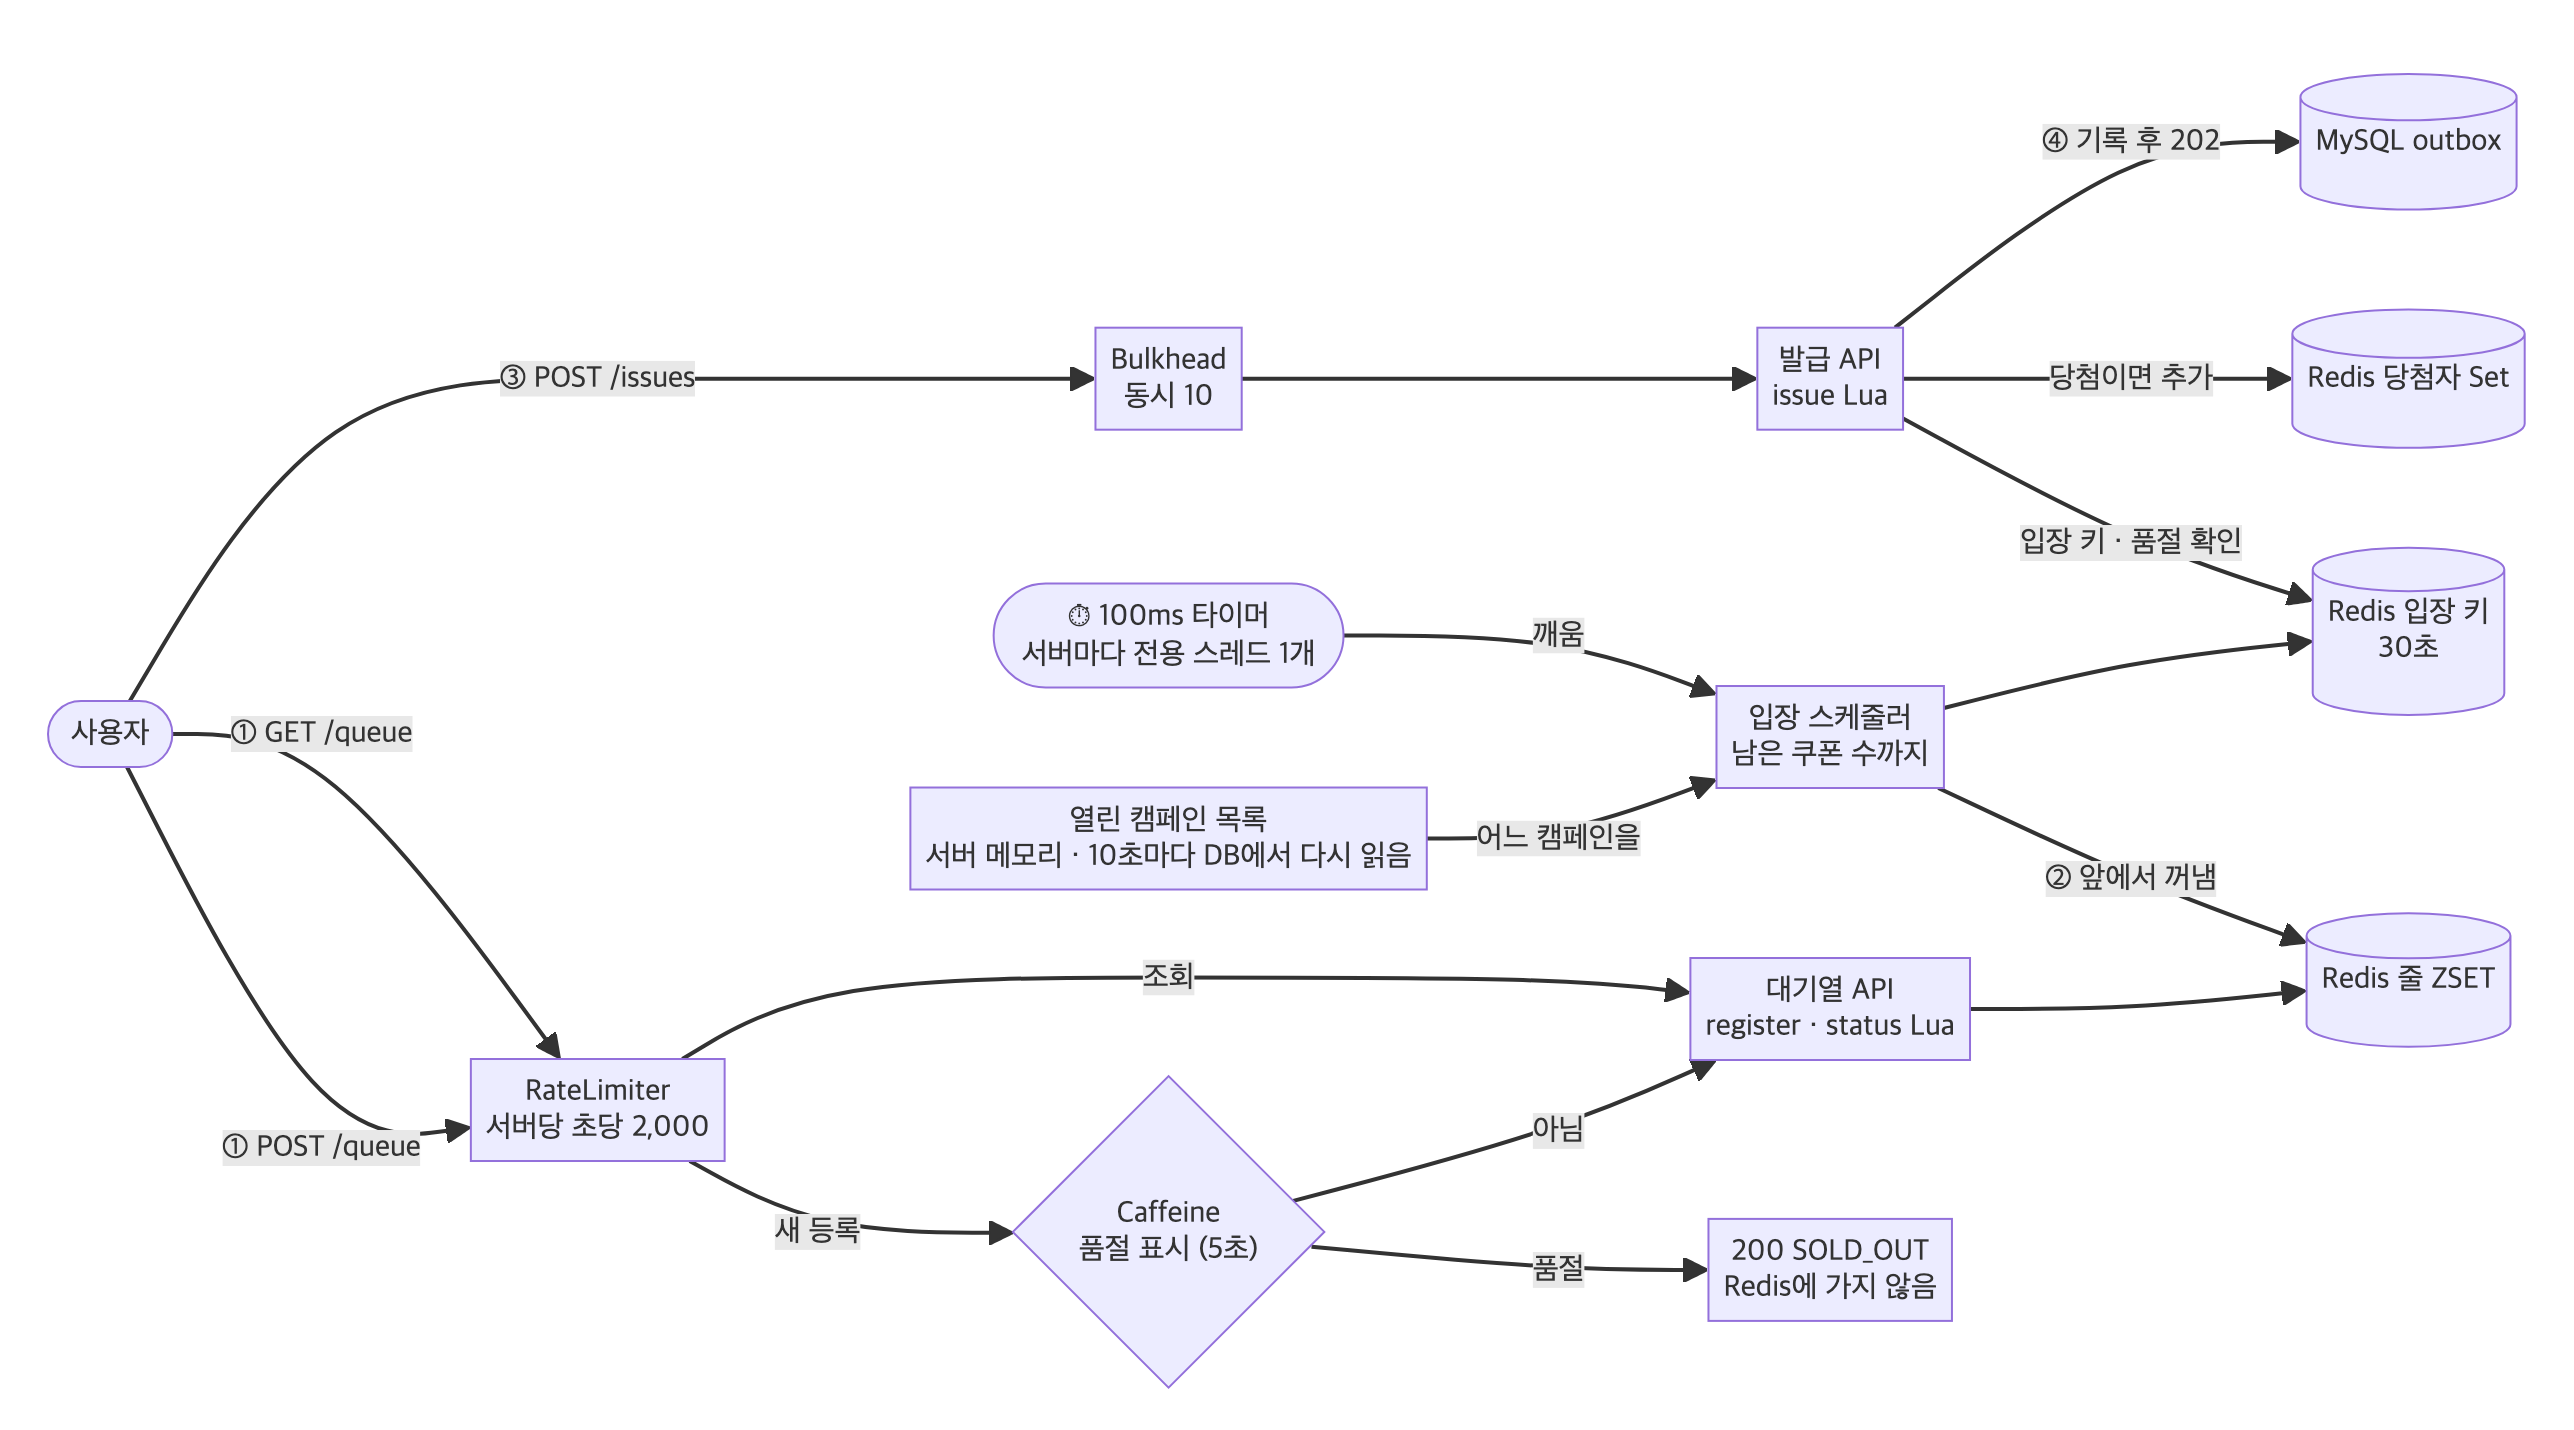 ④ 기록 후 202
MySQL outbox
③ POST /issues
Bulkhead
동시 10
발급 API
issue Lua
당첨이면 추가
Redis 당첨자 Set
입장 키 · 품절 확인
⏱ 100ms 타이머
서버마다 전용 스레드 1개
깨움
Redis 입장 키
30초
사용자
① GET /queue
입장 스케줄러
남은 쿠폰 수까지
열린 캠페인 목록
서버 메모리 · 10초마다 DB에서 다시 읽음
어느 캠페인을
② 앞에서 꺼냄
조회
대기열 API
register · status Lua
Redis 줄 ZSET
RateLimiter
서버당 초당 2,000
① POST /queue
아님
새 등록
Caffeine
품절 표시 (5초)
품절
200 SOLD_OUT
Redis에 가지 않음